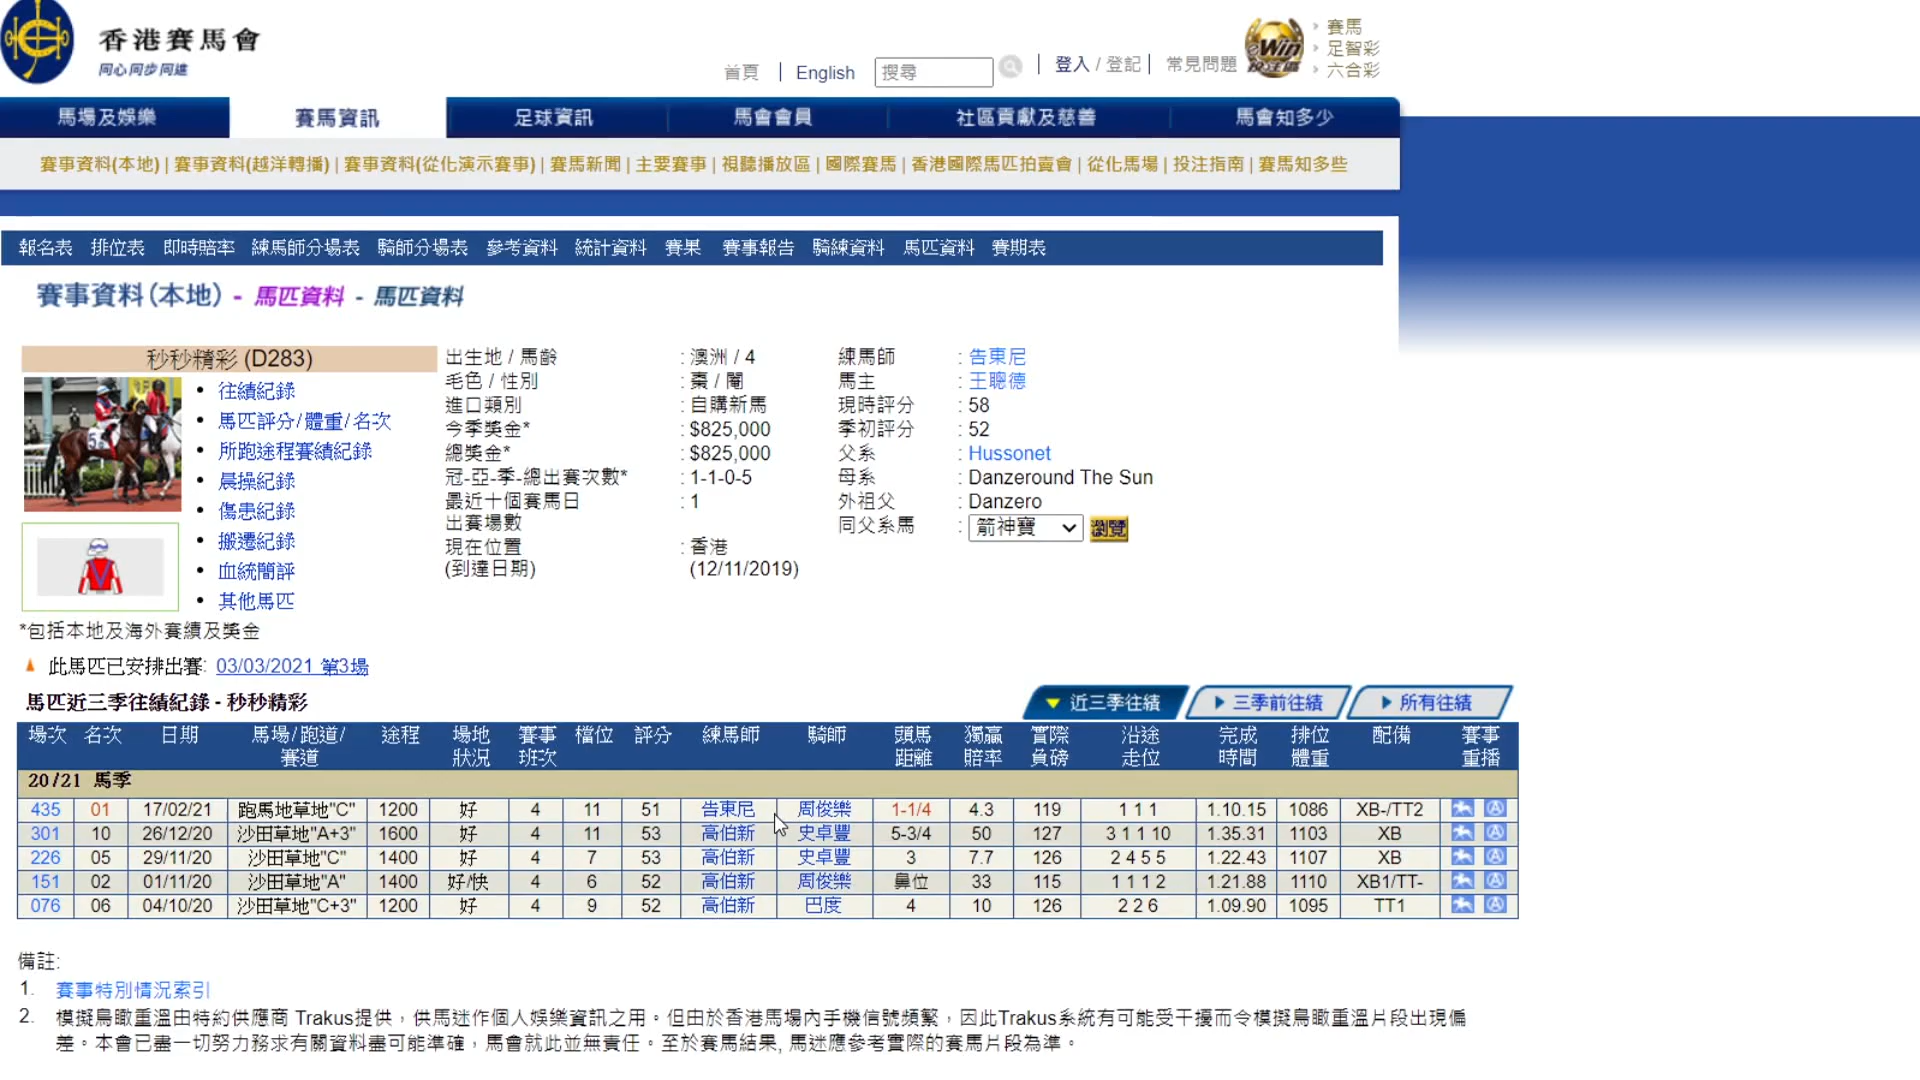 香港賽馬會
同心同步同進
首頁 | English 搜尋 | 登入 / 登記 | 常見問題
eWin
投注區
賽馬
足智彩
六合彩
馬場及娛樂 賽馬資訊 足球資訊 馬會會員 社區貢獻及慈善 馬會知多少
賽事資料(本地) | 賽事資料(越洋轉播) | 賽事資料(從化演示賽事) | 賽馬新聞 | 主要賽事 | 視聽播放區 | 國際賽馬 | 香港國際馬匹拍賣會 | 從化馬場 | 投注指南 | 賽馬知多些
報名表 排位表 即時賠率 練馬師分場表 騎師分場表 參考資料 統計資料 賽果 賽事報告 騎練資料 馬匹資料 賽期表
賽事資料(本地) - 馬匹資料 - 馬匹資料
秒秒精彩 (D283)
• 往績紀錄
• 馬匹評分/體重/名次
• 所跑途程賽績紀錄
• 晨操紀錄
• 傷患紀錄
• 搬遷紀錄
• 血統簡評
• 其他馬匹
出生地 / 馬齡 : 澳洲 / 4
毛色 / 性別 : 棗 / 閹
進口類別 : 自購新馬
今季獎金* : $825,000
總獎金* : $825,000
冠-亞-季-總出賽次數* : 1-1-0-5
最近十個賽馬日 : 1
出賽場數
現在位置 : 香港
(到達日期) (12/11/2019)
練馬師 : 告東尼
馬主 : 王聰德
現時評分 : 58
季初評分 : 52
父系 : Hussonet
母系 : Danzeround The Sun
外祖父 : Danzero
同父系馬 : 箭神寶 瀏覽
*包括本地及海外賽績及獎金
此馬匹已安排出賽: 03/03/2021 第3場
馬匹近三季往績紀錄 - 秒秒精彩
近三季往績 三季前往績 所有往績
場次 名次 日期 馬場/跑道/賽道 途程 場地狀況 賽事班次 檔位 評分 練馬師 騎師 頭馬距離 獨贏賠率 實際負磅 沿途走位 完成時間 排位體重 配備 賽事重播
20/21 馬季
435 01 17/02/21 跑馬地草地"C" 1200 好 4 11 51 告東尼 周俊樂 1-1/4 4.3 119 1 1 1 1.10.15 1086 XB-/TT2
301 10 26/12/20 沙田草地"A+3" 1600 好 4 11 53 高伯新 史卓豐 5-3/4 50 127 3 1 1 10 1.35.31 1103 XB
226 05 29/11/20 沙田草地"C" 1400 好 4 7 53 高伯新 史卓豐 3 7.7 126 2 4 5 5 1.22.43 1107 XB
151 02 01/11/20 沙田草地"A" 1400 好/快 4 6 52 高伯新 周俊樂 鼻位 33 115 1 1 1 2 1.21.88 1110 XB1/TT-
076 06 04/10/20 沙田草地"C+3" 1200 好 4 9 52 高伯新 巴度 4 10 126 2 2 6 1.09.90 1095 TT1
備註:
1. 賽事特別情況索引
2. 模擬鳥瞰重溫由特約供應商 Trakus提供，供馬迷作個人娛樂資訊之用。但由於香港馬場內手機信號頻繁，因此Trakus系統有可能受干擾而令模擬鳥瞰重溫片段出現偏
差。本會已盡一切努力務求有關資料盡可能準確，馬會就此並無責任。至於賽馬結果, 馬迷應參考實際的賽馬片段為準。